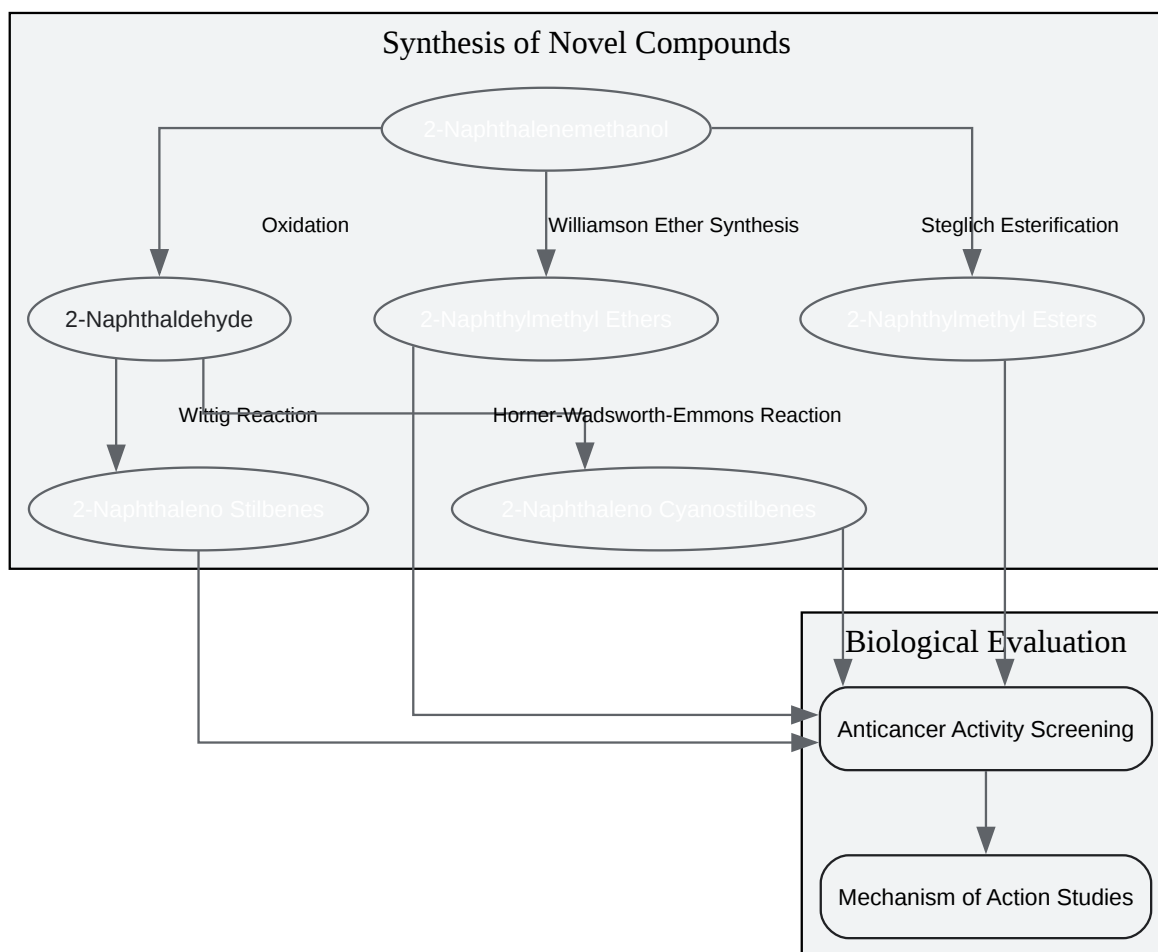 Synthesis of Novel Compounds
2-Naphthalenemethanol
Oxidation
Williamson Ether Synthesis
Steglich Esterification
2-Naphthaldehyde
2-Naphthylmethyl Ethers
2-Naphthylmethyl Esters
Wittig Reaction
Horner-Wadsworth-Emmons Reaction
2-Naphthaleno Stilbenes
2-Naphthaleno Cyanostilbenes
Biological Evaluation
Anticancer Activity Screening
Mechanism of Action Studies